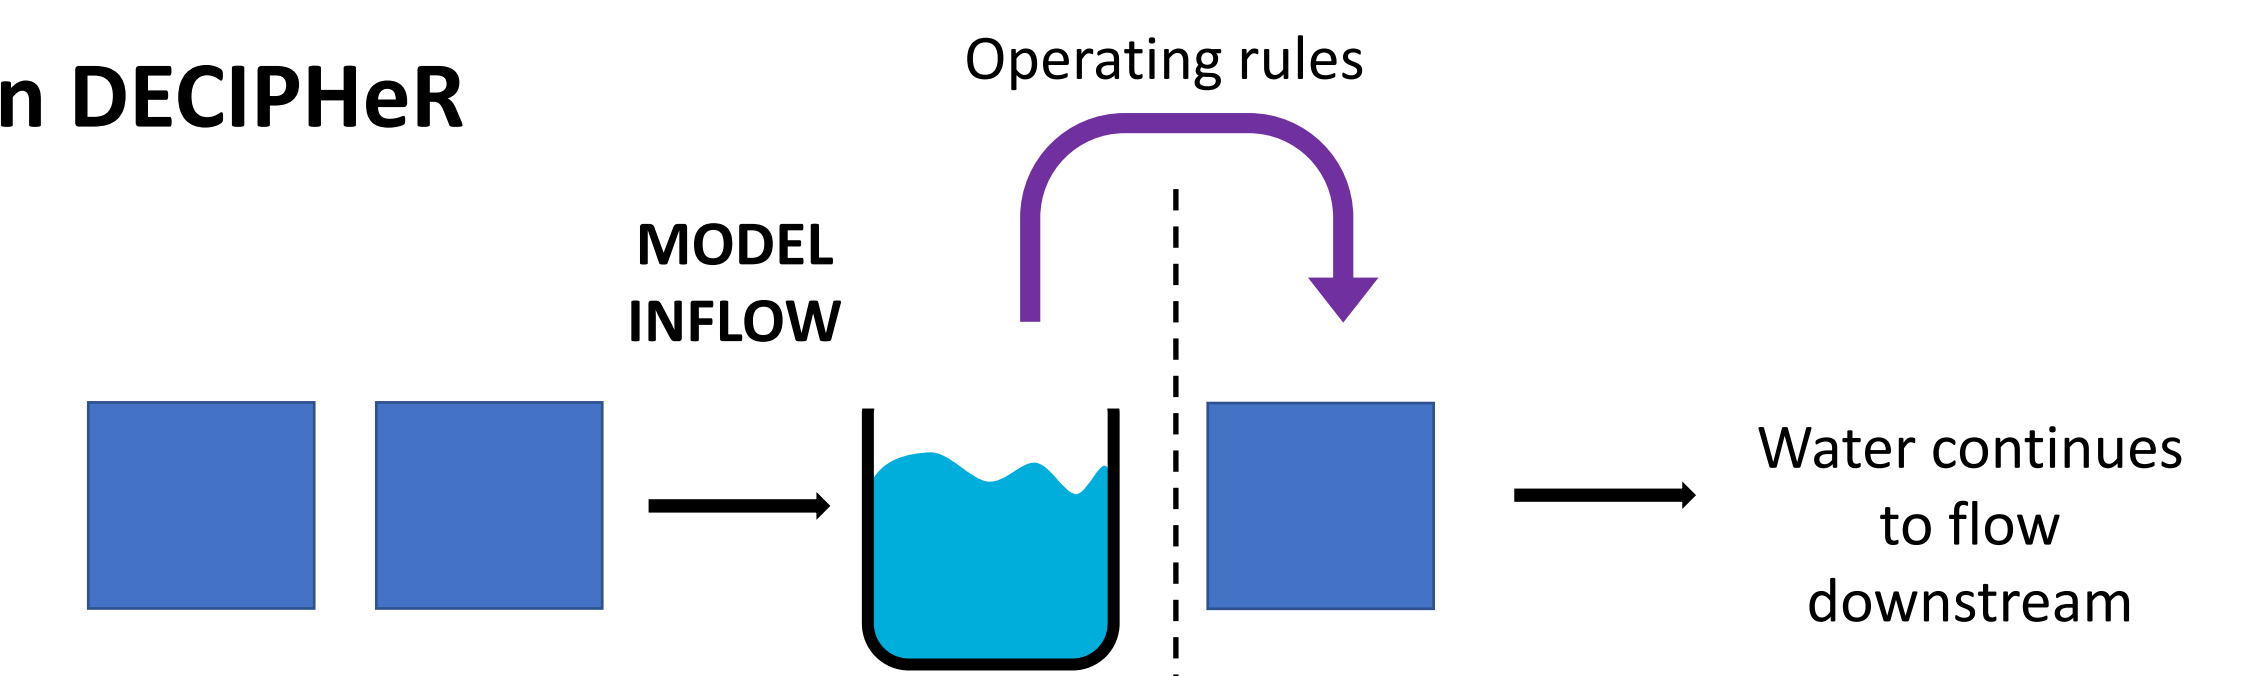 Operating rules
n DECIPHeR
MODEL
INFLOW
Water continues
to flow
downstream